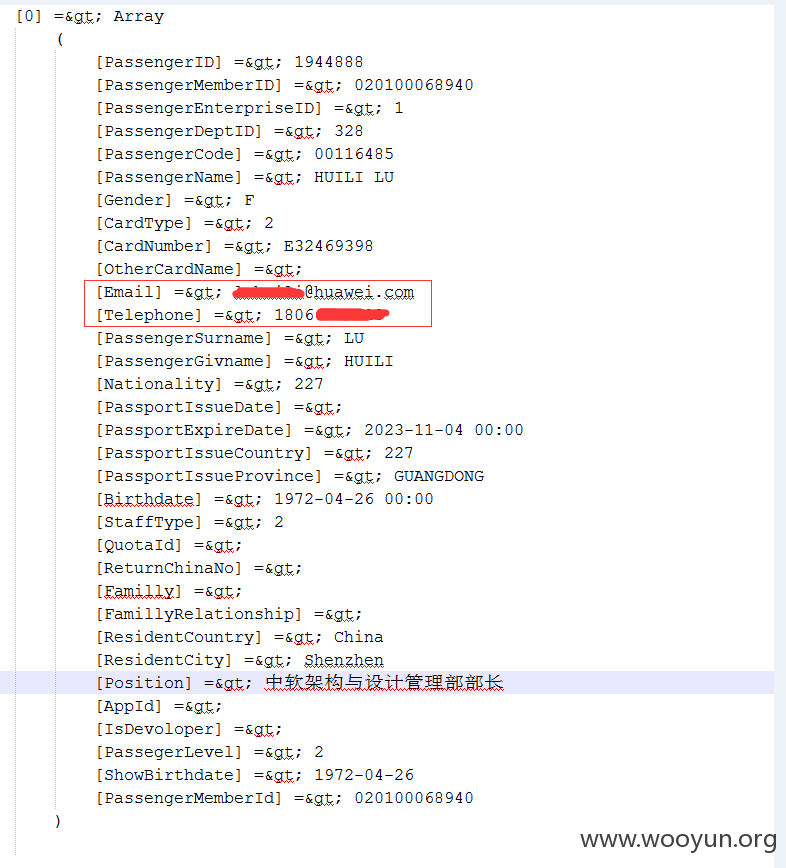 [0] =&gt; Array
(
[PassengerID] =&gt; 1944888
[PassengerMemberID] =&gt; 020100068940
[PassengerEnterpriseID] =&gt; 1
[PassengerDeptID] =&gt; 328
[PassengerCode] =&gt; 00116485
[PassengerName] =&gt; HUILI LU
[Gender] =&gt; F
[CardType] =&gt; 2
[CardNumber] =&gt; E32469398
[OtherCardName] =&gt;
[Email] =&gt; @huawei.com
[Telephone] =&gt; 1806
[PassengerSurname] =&gt; LU
[PassengerGivname] =&gt; HUILI
[Nationality] =&gt; 227
[PassportIssueDate] =&gt;
[PassportExpireDate] =&gt; 2023-11-04 00:00
[PassportIssueCountry] =&gt; 227
[PassportIssueProvince] =&gt; GUANGDONG
[Birthdate] =&gt; 1972-04-26 00:00
[StaffType] =&gt; 2
[QuotaId] =&gt;
[ReturnChinaNo] =&gt;
[Familly] =&gt;
[FamillyRelationship] =&gt;
[ResidentCountry] =&gt; China
[ResidentCity] =&gt; Shenzhen
[Position] =&gt; 中软架构与设计管理部部长
[AppId] =&gt;
[IsDevoloper] =&gt;
[PassegerLevel] =&gt; 2
[ShowBirthdate] =&gt; 1972-04-26
[PassengerMemberId] =&gt; 020100068940
)
www.wooyun.org